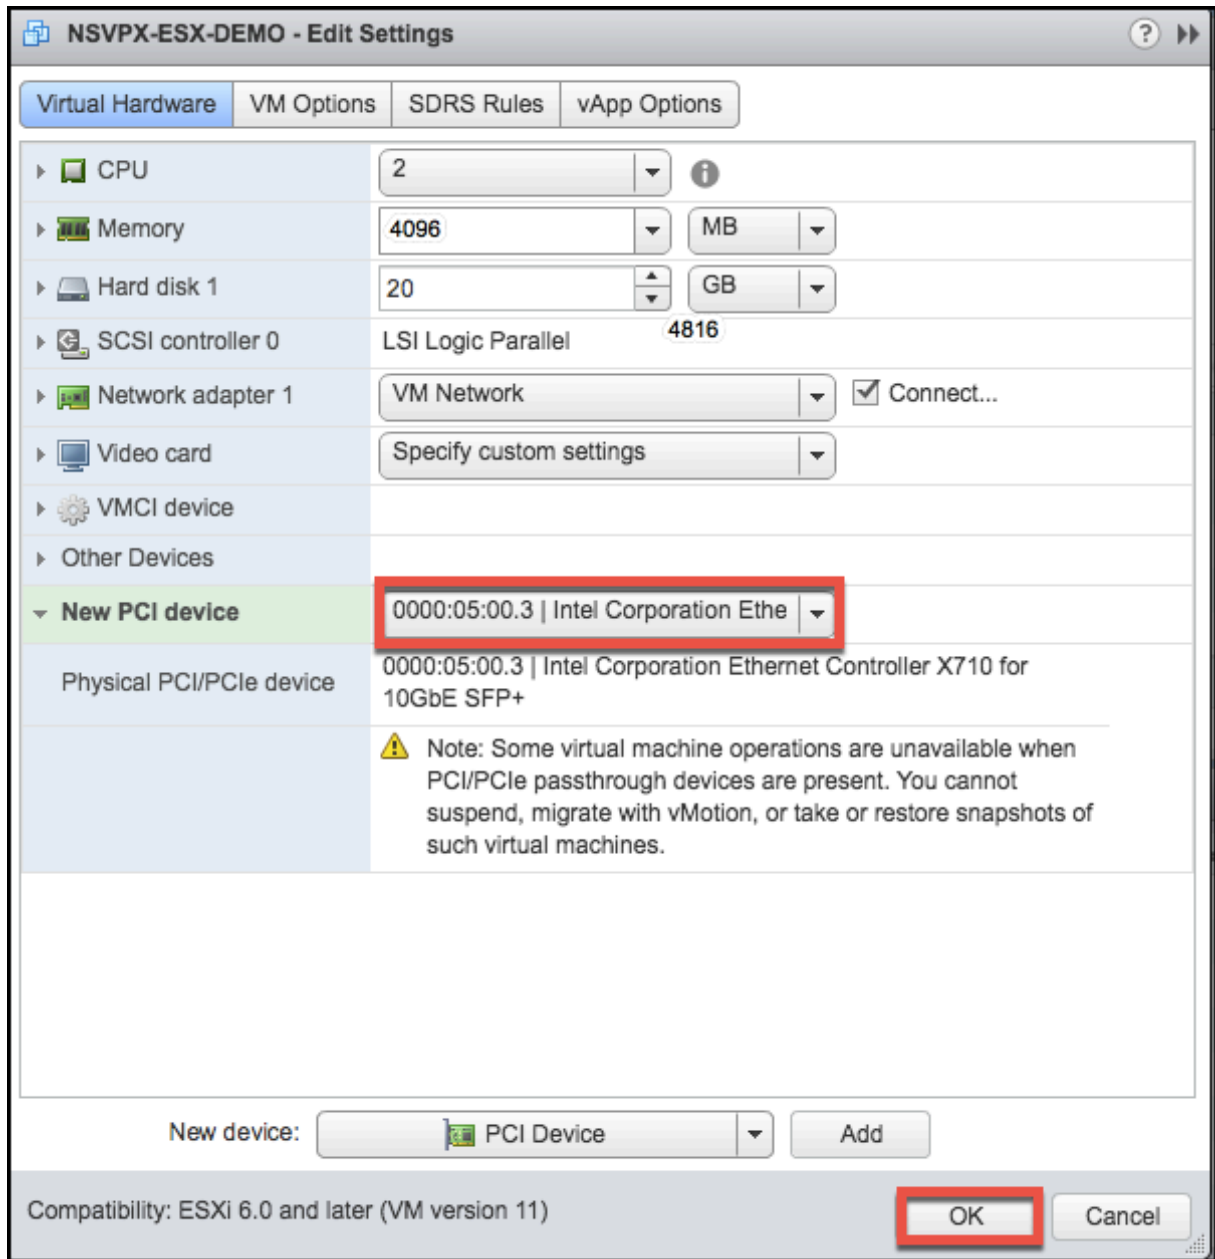 NSVPX-ESX-DEMO - Edit Settings
?
Virtual Hardware
VM Options
SDRS Rules
vApp Options
CPU
2
Memory
4096
MB
Hard disk 1
20
GB
4816
SCSI controller 0
LSI Logic Parallel
Network adapter 1
VM Network
Connect...
Video card
Specify custom settings
VMCI device
Other Devices
New PCI device
0000:05:00.3 | Intel Corporation Ethe
Physical PCI/PCIe device
0000:05:00.3 | Intel Corporation Ethernet Controller X710 for
10GbE SFP+
Note: Some virtual machine operations are unavailable when
PCI/PCIe passthrough devices are present. You cannot
suspend, migrate with vMotion, or take or restore snapshots of
such virtual machines.
New device:
PCI Device
Add
Compatibility: ESXi 6.0 and later (VM version 11)
OK
Cancel